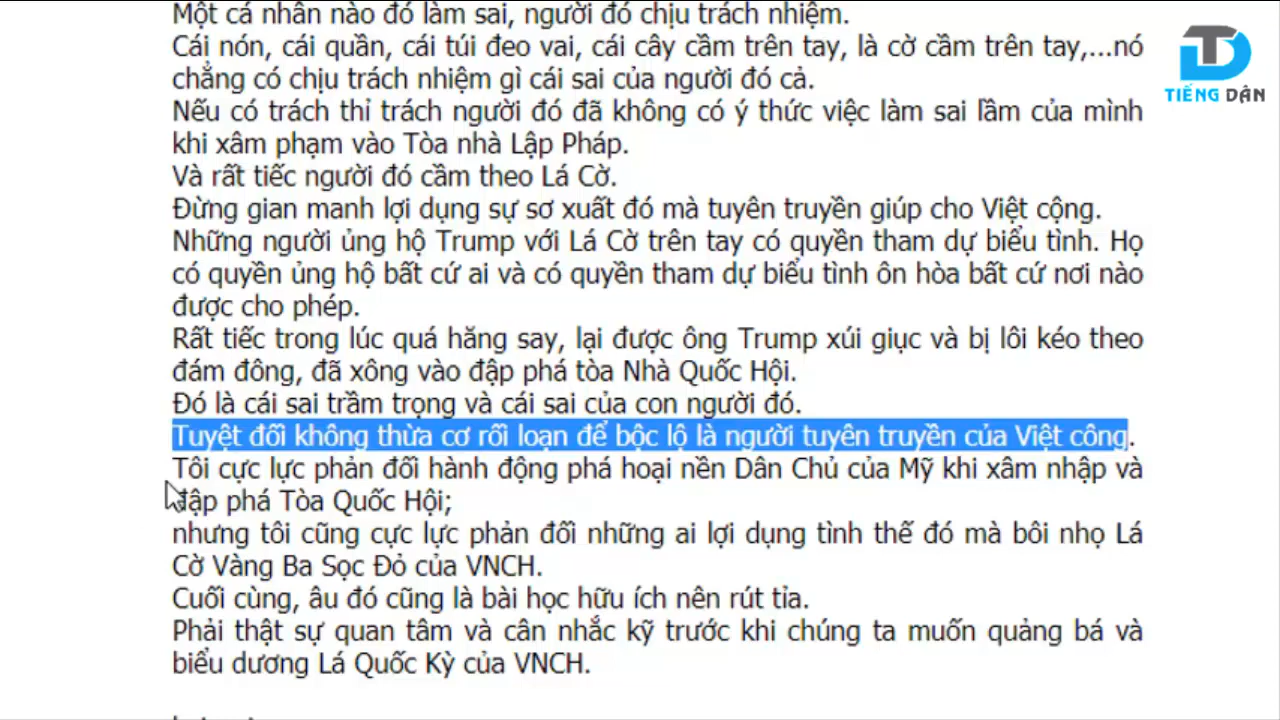 Một cá nhân nào đó làm sai, người đó chịu trách nhiệm.
Cái nón, cái quần, cái túi đeo vai, cái cây cầm trên tay, là cờ cầm trên tay,...nó
chẳng có chịu trách nhiệm gì cái sai của người đó cả.
Nếu có trách thì trách người đó đã không có ý thức việc làm sai lầm của mình
khi xâm phạm vào Tòa nhà Lập Pháp.
Và rất tiếc người đó cầm theo Lá Cờ.
Đừng gian manh lợi dụng sự sơ xuất đó mà tuyên truyền giúp cho Việt cộng.
Những người ủng hộ Trump với Lá Cờ trên tay có quyền tham dự biểu tình. Họ
có quyền ủng hộ bất cứ ai và có quyền tham dự biểu tình ôn hòa bất cứ nơi nào
được cho phép.
Rất tiếc trong lúc quá hăng say, lại được ông Trump xúi giục và bị lôi kéo theo
đám đông, đã xông vào đập phá tòa Nhà Quốc Hội.
Đó là cái sai trầm trọng và cái sai của con người đó.
Tuyệt đối không thừa cơ rối loạn để bộc lộ là người tuyên truyền của Việt công.
Tôi cực lực phản đối hành động phá hoại nền Dân Chủ của Mỹ khi xâm nhập và
đập phá Tòa Quốc Hội;
nhưng tôi cũng cực lực phản đối những ai lợi dụng tình thế đó mà bôi nhọ Lá
Cờ Vàng Ba Sọc Đỏ của VNCH.
Cuối cùng, âu đó cũng là bài học hữu ích nên rút tỉa.
Phải thật sự quan tâm và cân nhắc kỹ trước khi chúng ta muốn quảng bá và
biểu dương Lá Quốc Kỳ của VNCH.
TIẾNG DÂN